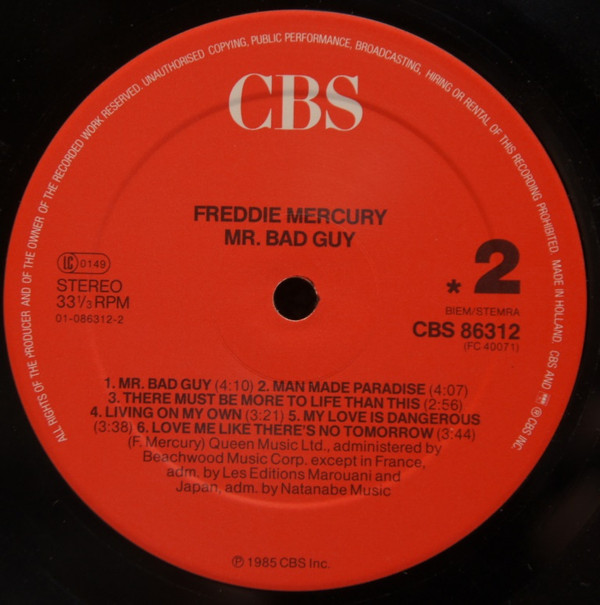 ALL RIGHTS OF THE PRODUCER AND OF THE OWNER OF THE RECORDED WORK RESERVED. UNAUTHORISED COPYING, PUBLIC PERFORMANCE, BROADCASTING, HIRING OR RENTAL OF THIS RECORDING PROHIBITED. MADE IN HOLLAND. CBS AND ℗ CBS INC.
CBS
FREDDIE MERCURY
MR. BAD GUY
LC 0149
STEREO
33⅓ RPM
01-086312-2
* 2
BIEM/STEMRA
CBS 86312
(FC 40071)
1. MR. BAD GUY (4:10) 2. MAN MADE PARADISE (4:07)
3. THERE MUST BE MORE TO LIFE THAN THIS (2:56)
4. LIVING ON MY OWN (3:21) 5. MY LOVE IS DANGEROUS
(3:38) 6. LOVE ME LIKE THERE'S NO TOMORROW (3:44)
(F. Mercury) Queen Music Ltd., administered by
Beachwood Music Corp. except in France,
adm. by Les Editions Marouani and
Japan, adm. by Natanabe Music
℗ 1985 CBS Inc.